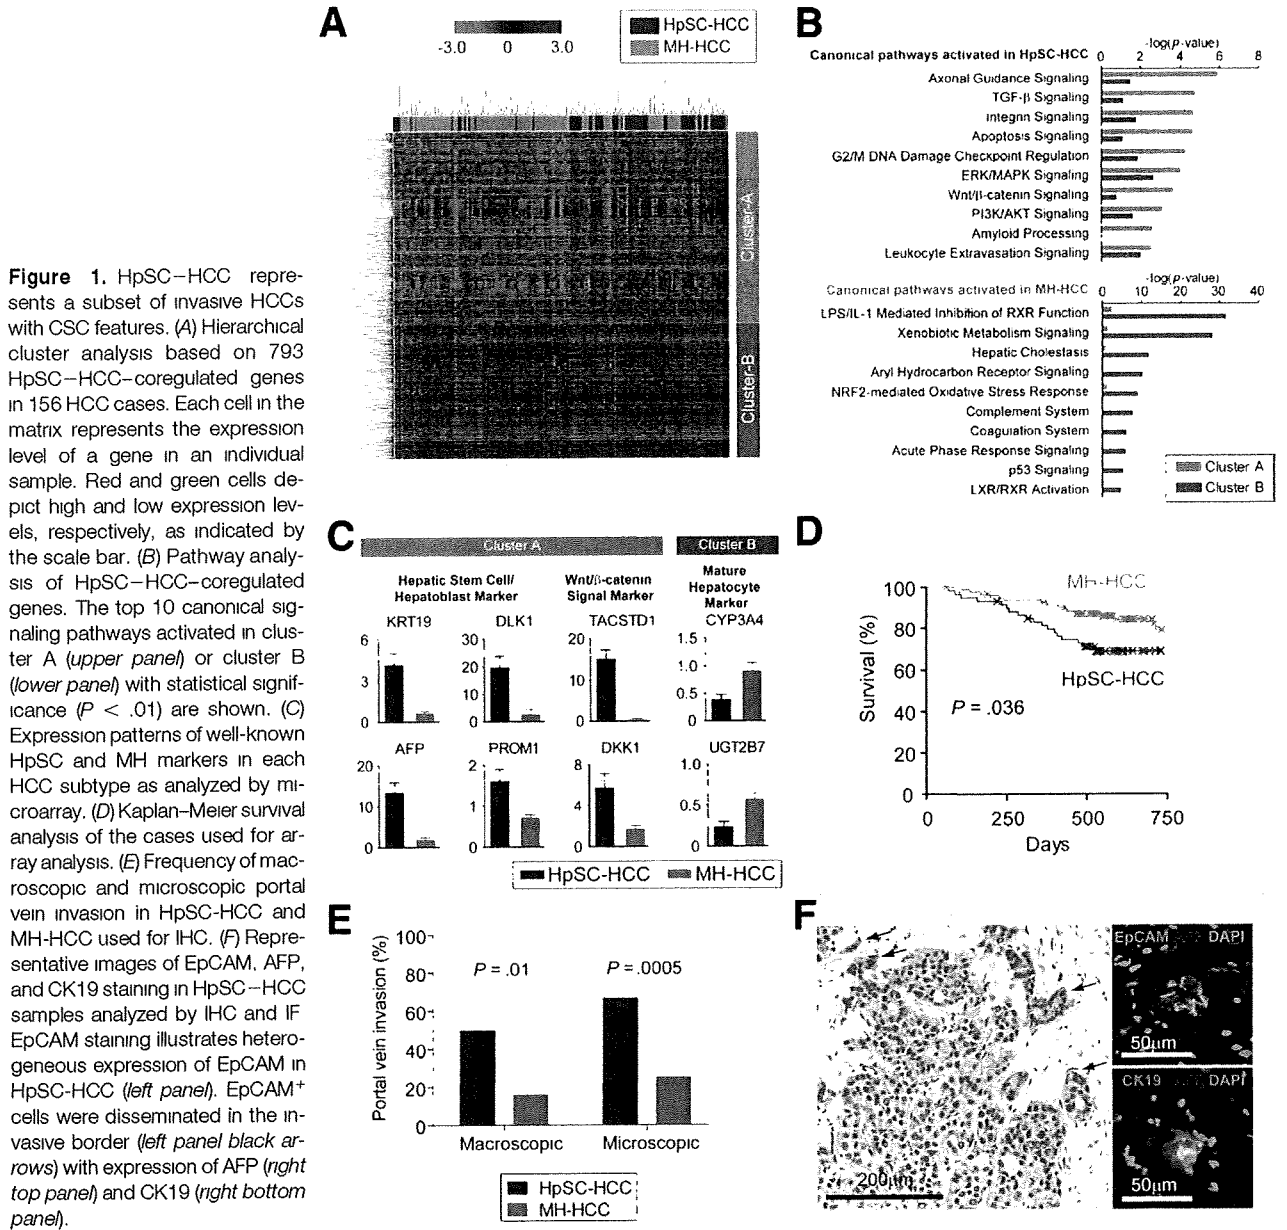 Figure 1. HpSC–HCC repre-
sents a subset of invasive HCCs
with CSC features. (A) Hierarchical
cluster analysis based on 793
HpSC–HCC–coregulated genes
in 156 HCC cases. Each cell in the
matrix represents the expression
level of a gene in an individual
sample. Red and green cells de-
pict high and low expression lev-
els, respectively, as indicated by
the scale bar. (B) Pathway analy-
sis of HpSC–HCC–coregulated
genes. The top 10 canonical sig-
naling pathways activated in clus-
ter A (upper panel) or cluster B
(lower panel) with statistical signif-
icance (P < .01) are shown. (C)
Expression patterns of well-known
HpSC and MH markers in each
HCC subtype as analyzed by mi-
croarray. (D) Kaplan–Meier survival
analysis of the cases used for ar-
ray analysis. (E) Frequency of mac-
roscopic and microscopic portal
vein invasion in HpSC-HCC and
MH-HCC used for IHC. (F) Repre-
sentative images of EpCAM, AFP,
and CK19 staining in HpSC–HCC
samples analyzed by IHC and IF
EpCAM staining illustrates hetero-
geneous expression of EpCAM in
HpSC-HCC (left panel). EpCAM+
cells were disseminated in the in-
vasive border (left panel black ar-
rows) with expression of AFP (right
top panel) and CK19 (right bottom
panel).
A
-3.0 0 3.0
HpSC-HCC
MH-HCC
Cluster-A
Cluster-B
B
-log(p-value)
Canonical pathways activated in HpSC-HCC 0 2 4 6 8
Axonal Guidance Signaling
TGF-β Signaling
Integrin Signaling
Apoptosis Signaling
G2/M DNA Damage Checkpoint Regulation
ERK/MAPK Signaling
Wnt/β-catenin Signaling
PI3K/AKT Signaling
Amyloid Processing
Leukocyte Extravasation Signaling
-log(p-value)
Canonical pathways activated in MH-HCC 0 10 20 30 40
LPS/IL-1 Mediated Inhibition of RXR Function
Xenobiotic Metabolism Signaling
Hepatic Cholestasis
Aryl Hydrocarbon Receptor Signaling
NRF2-mediated Oxidative Stress Response
Complement System
Coagulation System
Acute Phase Response Signaling
p53 Signaling
LXR/RXR Activation
Cluster A
Cluster B
C
Cluster A Cluster B
Hepatic Stem Cell/
Hepatoblast Marker
Wnt/β-catenin
Signal Marker
Mature
Hepatocyte
Marker
KRT19 DLK1 TACSTD1 CYP3A4
6 3 0
30 20 10 0
20 10 0
1.5 1.0 0.5 0
AFP PROM1 DKK1 UGT2B7
20 10 0
2 1 0
8 4 0
1.0 0.5 0
HpSC-HCC MH-HCC
D
Survival (%)
100
80
60
40
20
0
MH-HCC
HpSC-HCC
P = .036
0 250 500 750
Days
E
Portal vein invasion (%)
100
80
60
40
20
0
P = .01 P = .0005
Macroscopic Microscopic
HpSC-HCC
MH-HCC
F
200μm
EpCAM DAPI
50μm
CK19 DAPI
50μm